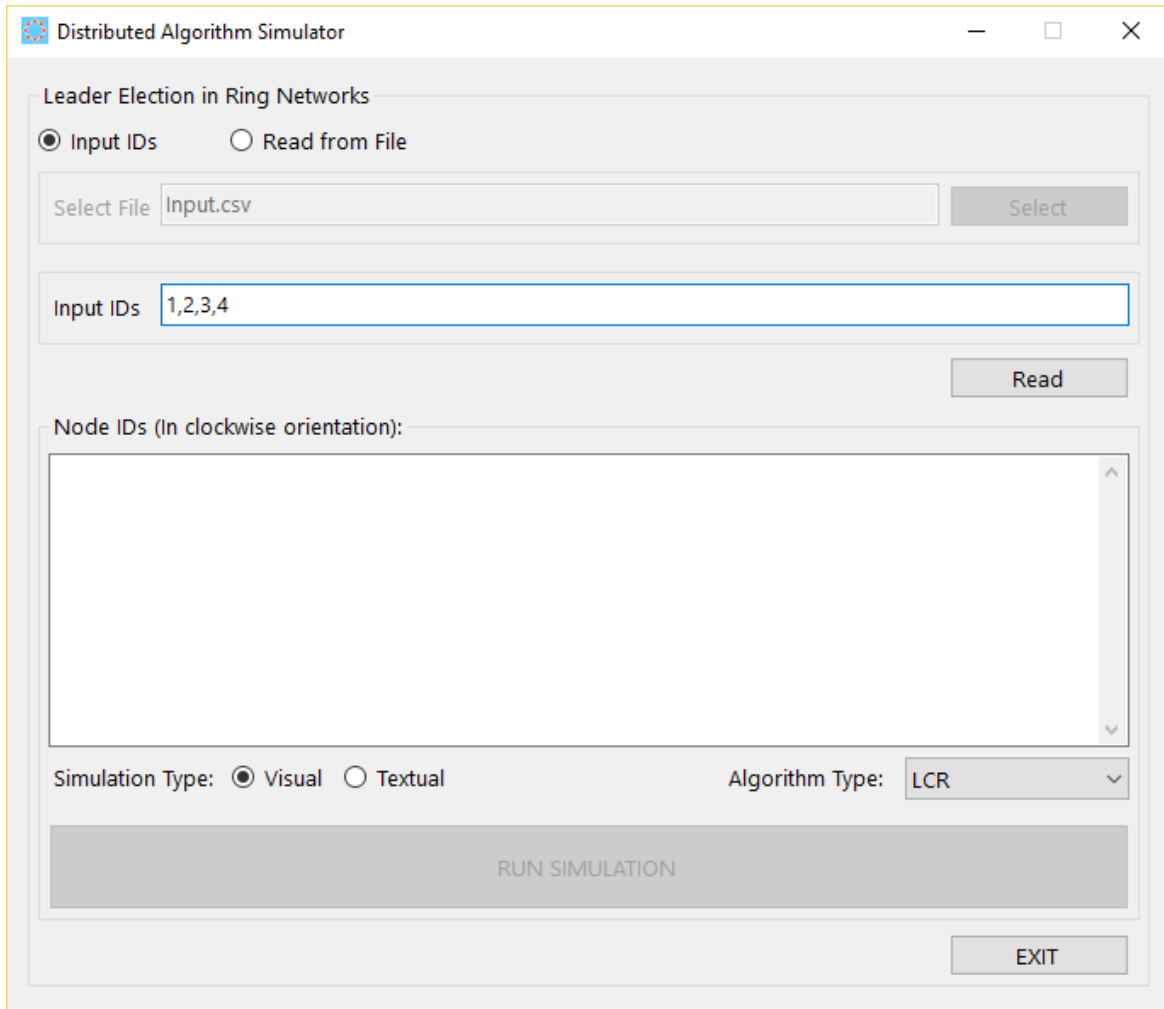 Distributed Algorithm Simulator
Leader Election in Ring Networks
Input IDs Read from File
Select File Input.csv Select
Input IDs 1,2,3,4
Read
Node IDs (In clockwise orientation):
Simulation Type: Visual Textual Algorithm Type: LCR
RUN SIMULATION
EXIT